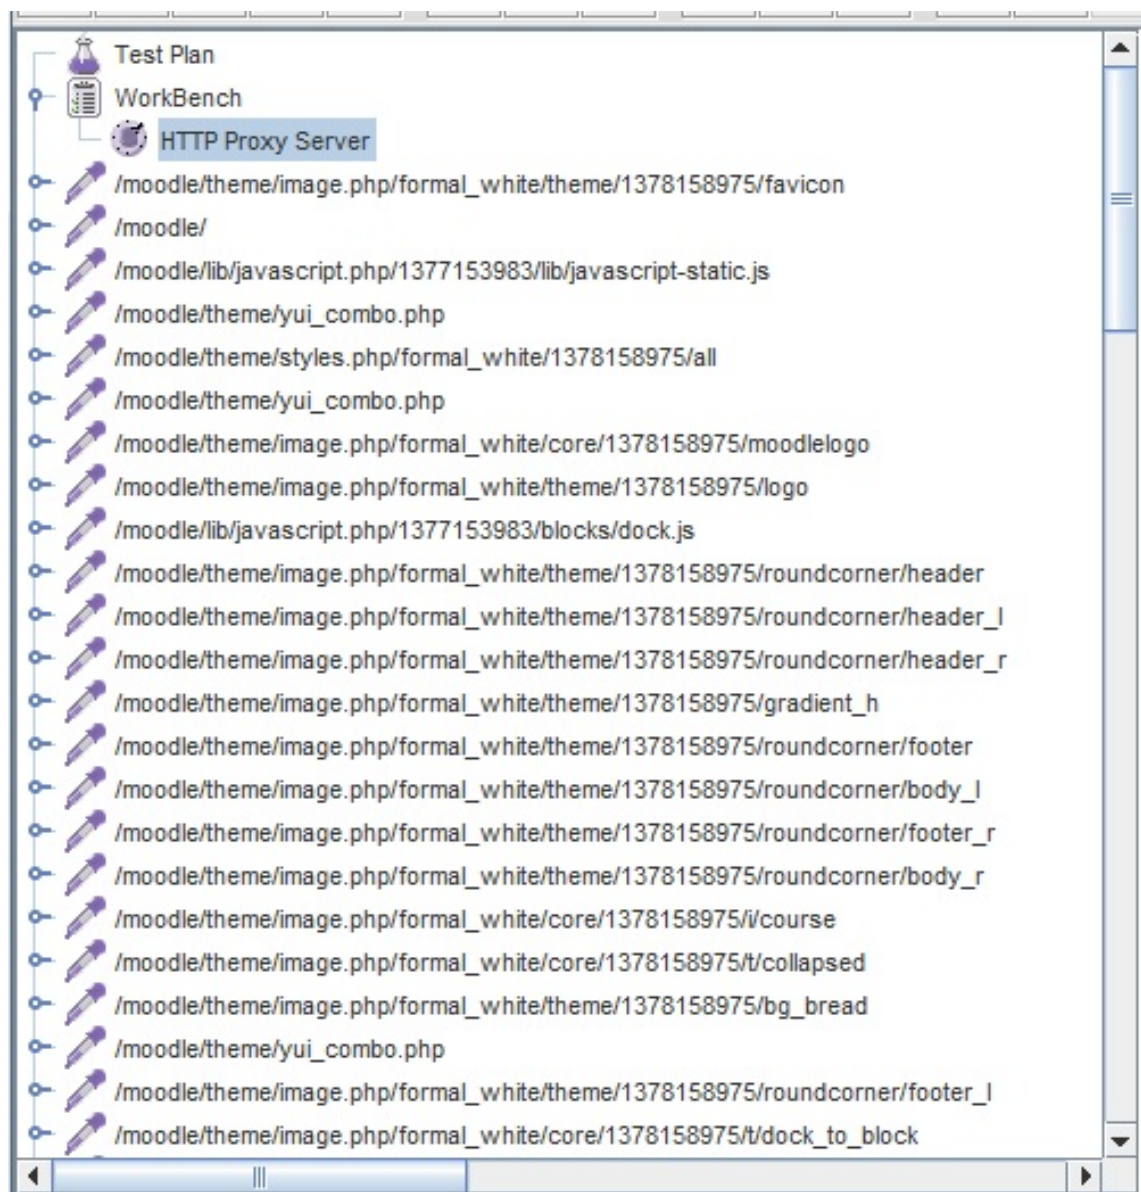 Test Plan
WorkBench
HTTP Proxy Server
/moodle/theme/image.php/formal_white/theme/1378158975/favicon
/moodle/
/moodle/lib/javascript.php/1377153983/lib/javascript-static.js
/moodle/theme/yui_combo.php
/moodle/theme/styles.php/formal_white/1378158975/all
/moodle/theme/yui_combo.php
/moodle/theme/image.php/formal_white/core/1378158975/moodlelogo
/moodle/theme/image.php/formal_white/theme/1378158975/logo
/moodle/lib/javascript.php/1377153983/blocks/dock.js
/moodle/theme/image.php/formal_white/theme/1378158975/roundcorner/header
/moodle/theme/image.php/formal_white/theme/1378158975/roundcorner/header_l
/moodle/theme/image.php/formal_white/theme/1378158975/roundcorner/header_r
/moodle/theme/image.php/formal_white/theme/1378158975/gradient_h
/moodle/theme/image.php/formal_white/theme/1378158975/roundcorner/footer
/moodle/theme/image.php/formal_white/theme/1378158975/roundcorner/body_l
/moodle/theme/image.php/formal_white/theme/1378158975/roundcorner/footer_r
/moodle/theme/image.php/formal_white/theme/1378158975/roundcorner/body_r
/moodle/theme/image.php/formal_white/core/1378158975/i/course
/moodle/theme/image.php/formal_white/core/1378158975/t/collapsed
/moodle/theme/image.php/formal_white/theme/1378158975/bg_bread
/moodle/theme/yui_combo.php
/moodle/theme/image.php/formal_white/theme/1378158975/roundcorner/footer_l
/moodle/theme/image.php/formal_white/core/1378158975/t/dock_to_block